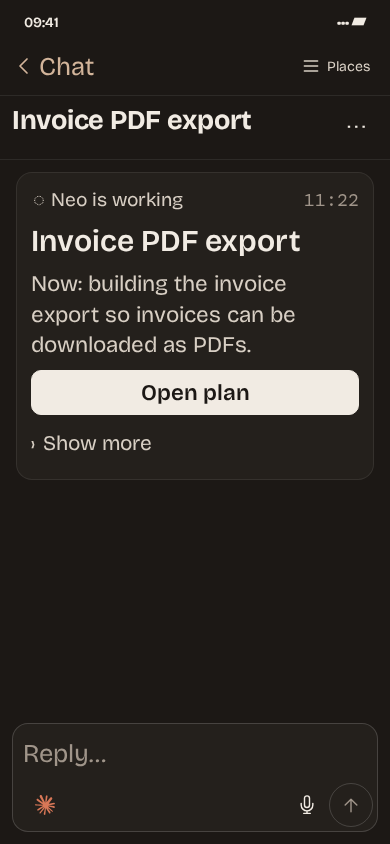 09:41
Chat
Places
Invoice PDF export
...
Neo is working
11:22
Invoice PDF export
Now: building the invoice
export so invoices can be
downloaded as PDFs.
Open plan
Show more
Reply...